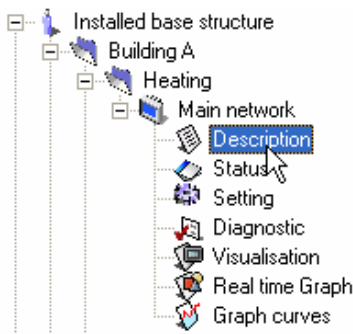 Installed base structure
Building A
Heating
Main network
Description
Status
Setting
Diagnostic
Visualisation
Real time Graph
Graph curves